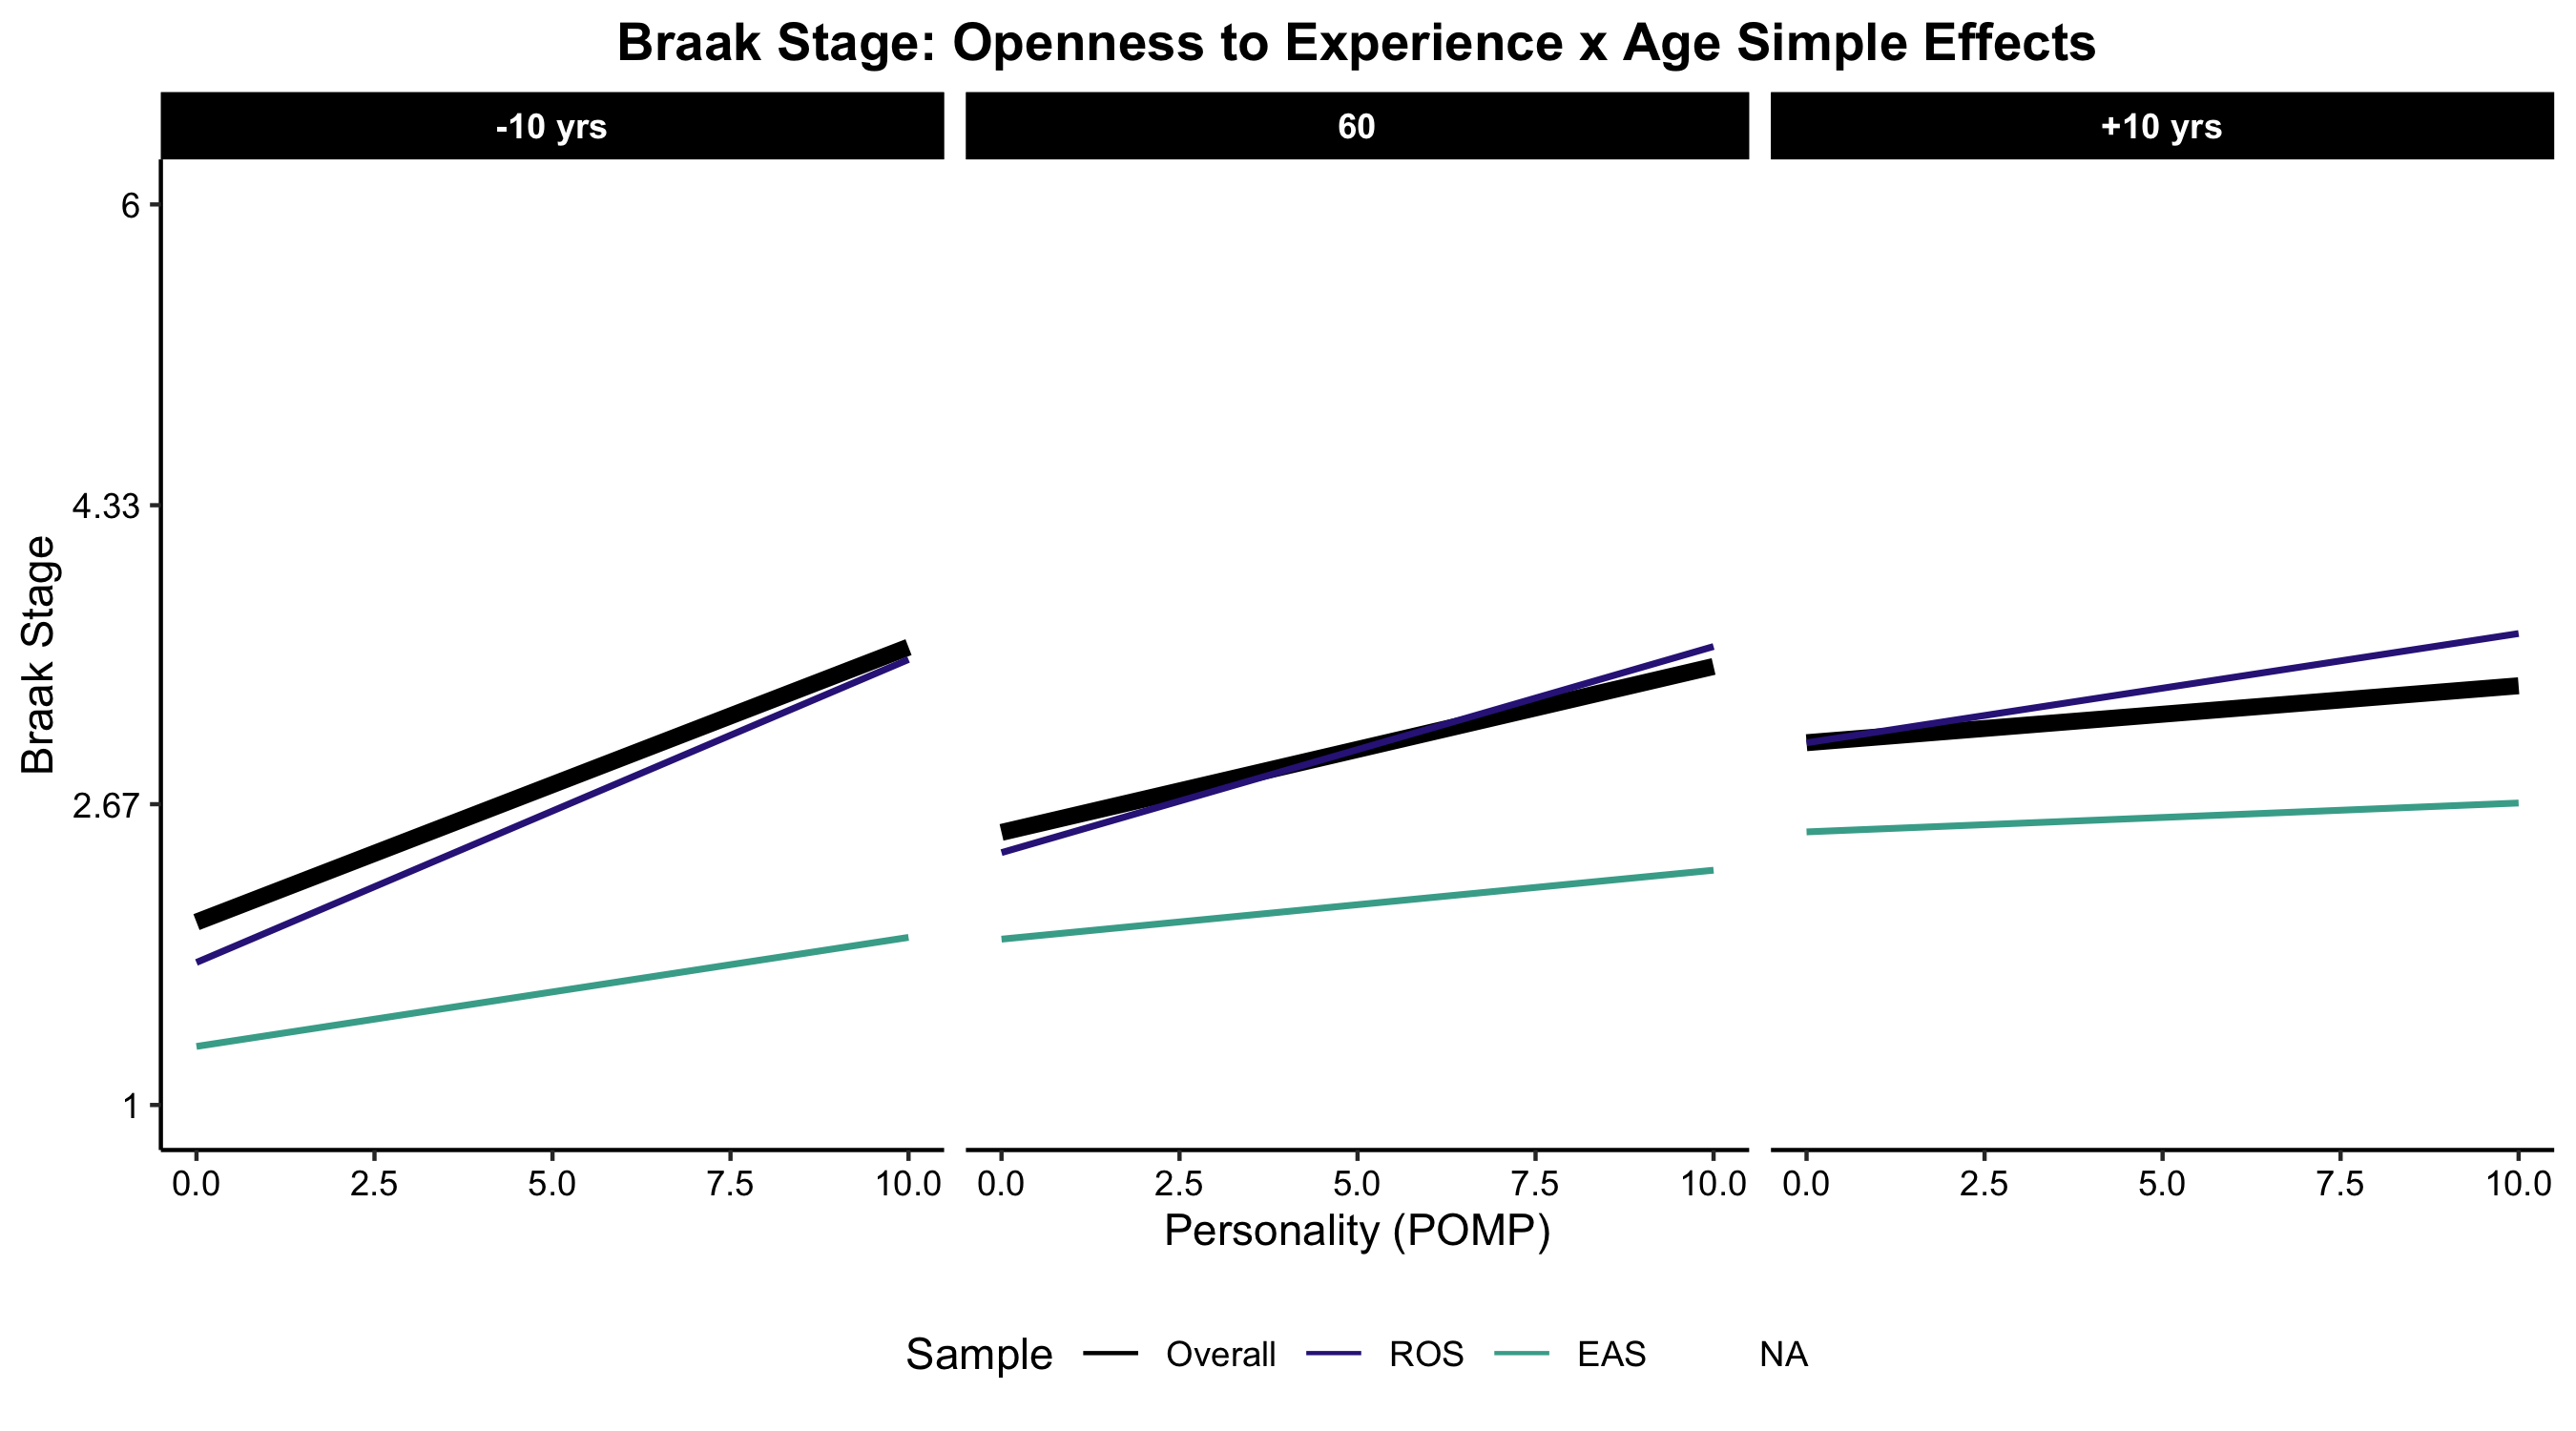 Braak Stage: Openness to Experience x Age Simple Effects
-10 yrs
60
+10 yrs
Braak Stage
6
4.33
2.67
1
0.0 2.5 5.0 7.5 10.0
0.0 2.5 5.0 7.5 10.0
0.0 2.5 5.0 7.5 10.0
Personality (POMP)
Sample Overall ROS EAS NA